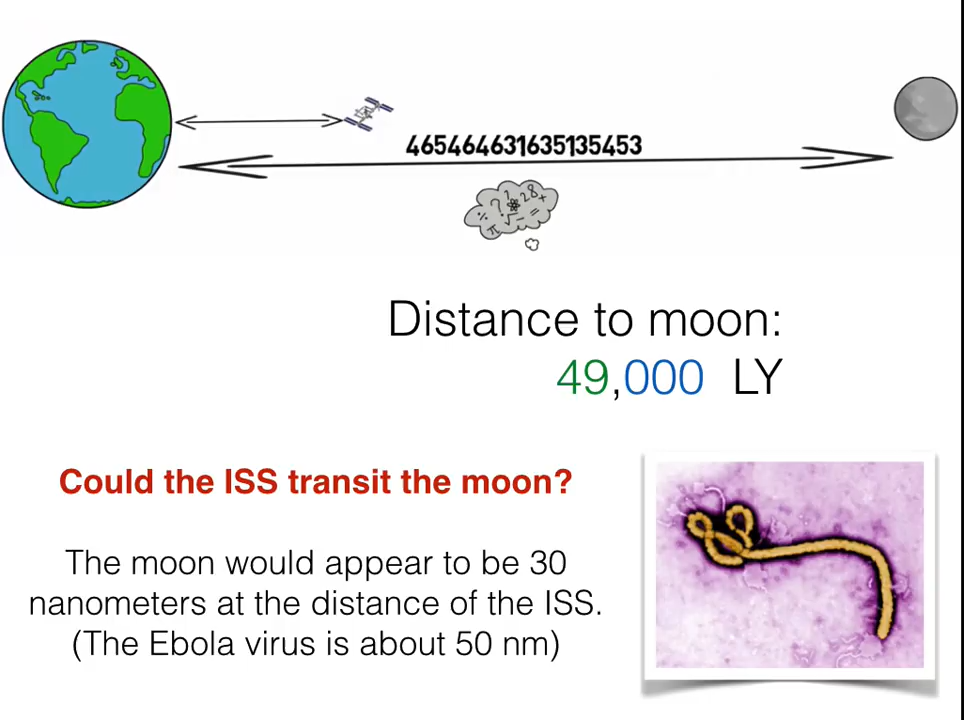 465464631635135453
Distance to moon:
49,000 LY
Could the ISS transit the moon?
The moon would appear to be 30
nanometers at the distance of the ISS.
(The Ebola virus is about 50 nm)